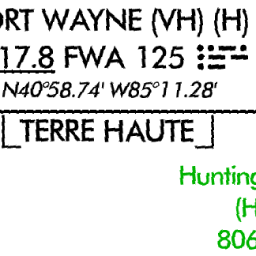 ORT WAYNE (VH) (H)
17.8 FWA 125
N40°58.74' W85°11.28'
TERRE HAUTE
Hunting
(H
806